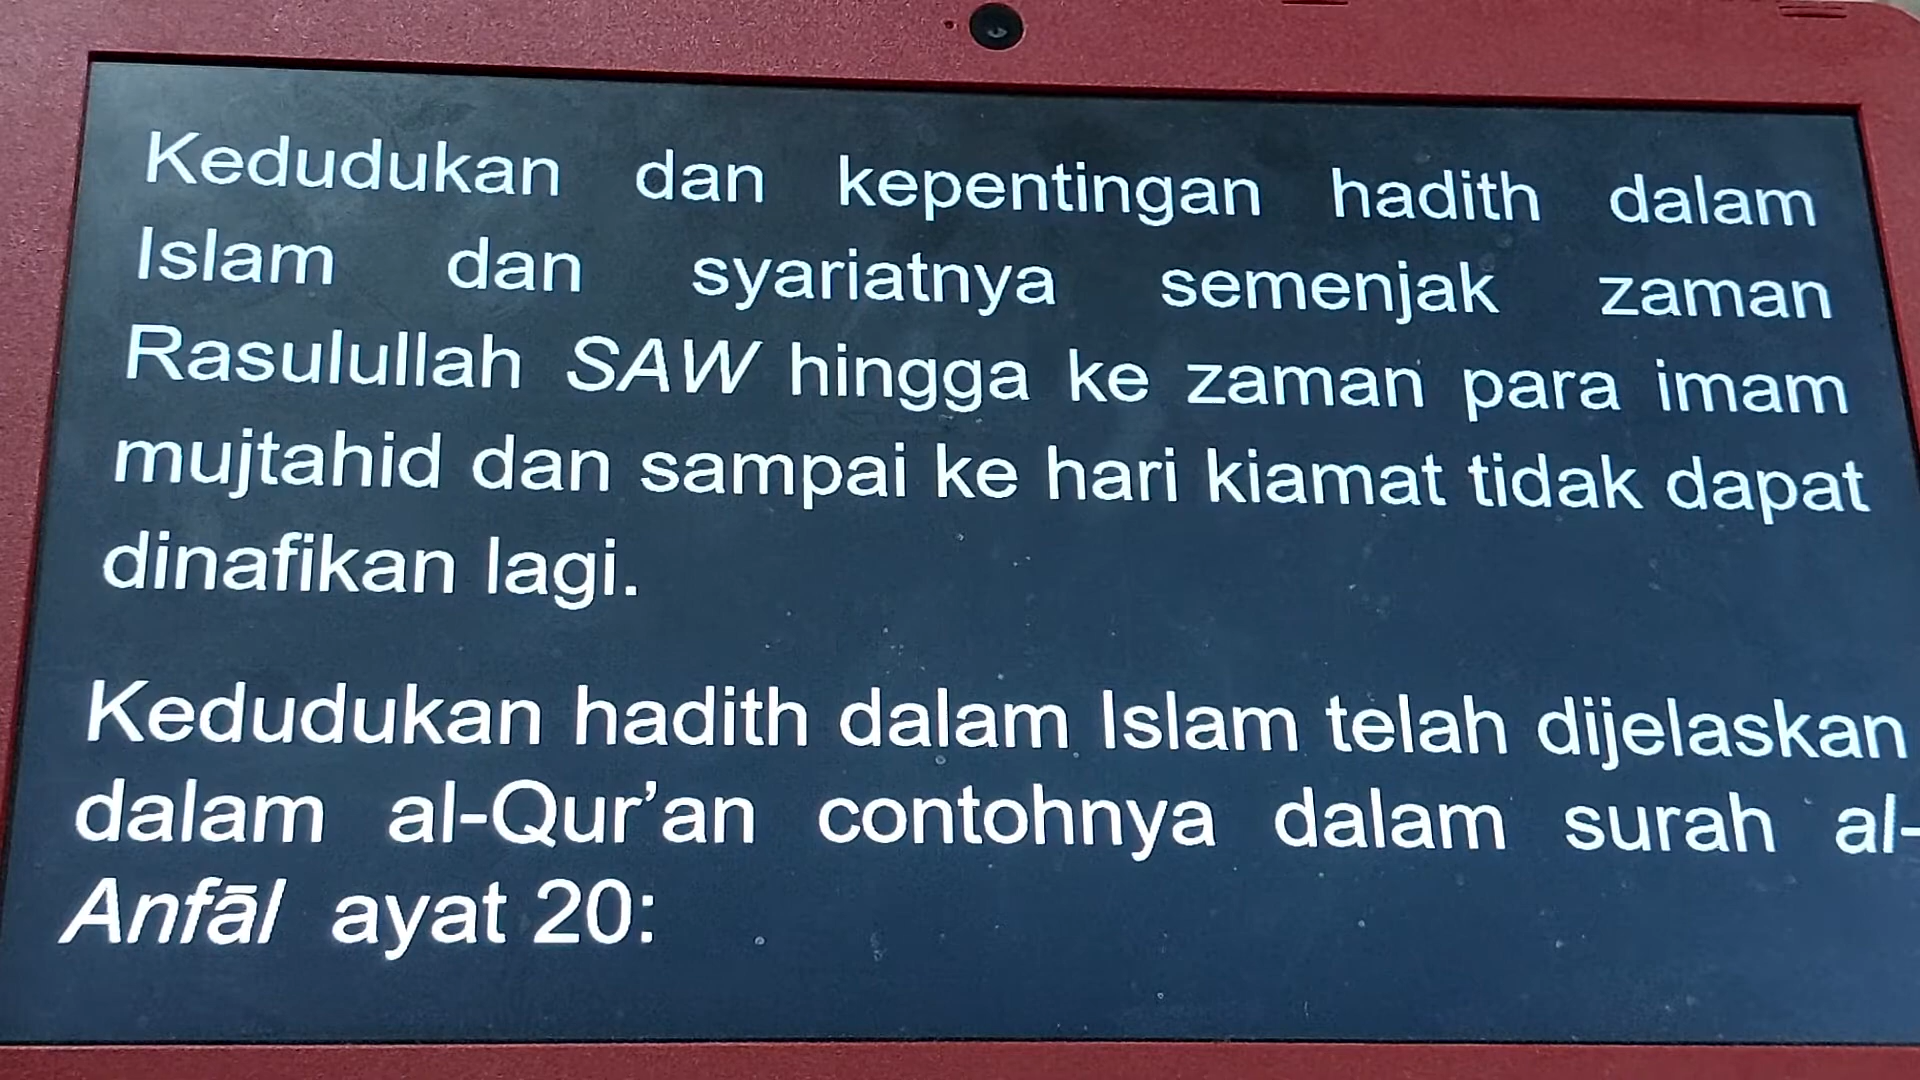 Kedudukan dan kepentingan hadith dalam
Islam dan syariatnya semenjak zaman
Rasulullah SAW hingga ke zaman para imam
mujtahid dan sampai ke hari kiamat tidak dapat
dinafikan lagi.
Kedudukan hadith dalam Islam telah dijelaskan
dalam al-Qur’an contohnya dalam surah al-
Anfāl ayat 20: